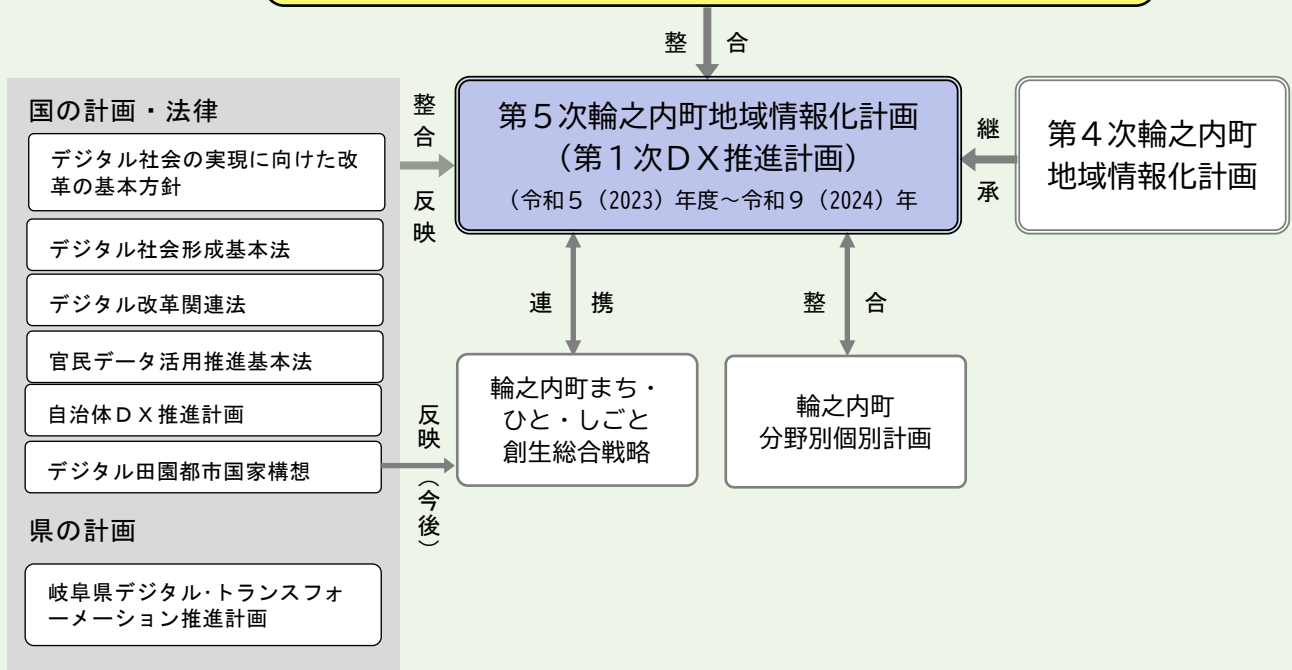 整合
国の計画・法律
デジタル社会の実現に向けた改
革の基本方針
デジタル社会形成基本法
デジタル改革関連法
官民データ活用推進基本法
自治体DX推進計画
デジタル田園都市国家構想
県の計画
岐阜県デジタル・トランスフォ
ーメーション推進計画
整合
反映
第5次輪之内町地域情報化計画
(第1次DX推進計画)
(令和5(2023)年度~令和9(2024)年
継承
第4次輪之内町
地域情報化計画
連携
整合
反映(今後)
輪之内町まち・
ひと・しごと
創生総合戦略
輪之内町
分野別個別計画